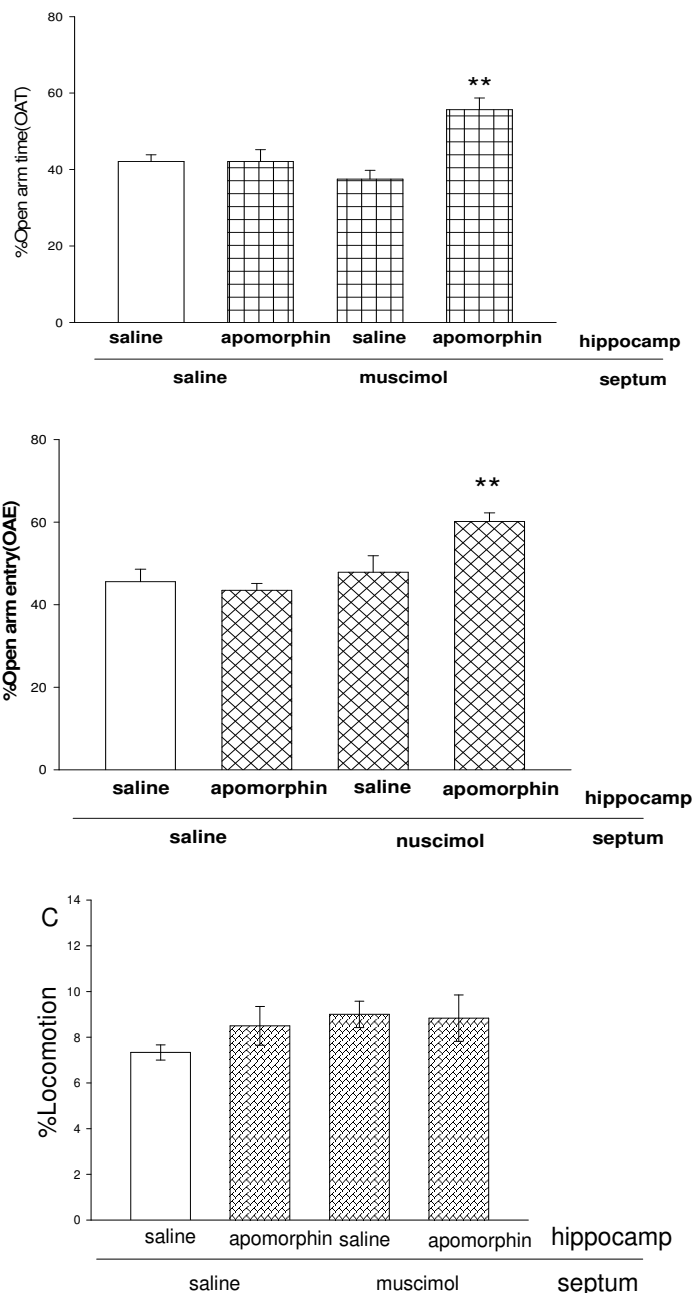 80
%Open arm time(OAT)
60
**
40
20
0
saline apomorphin saline apomorphin hippocamp
saline muscimol septum
80
%Open arm entry(OAE)
60
**
40
20
0
saline apomorphin saline apomorphin hippocamp
saline nuscimol septum
C
14
12
%Locomotion
10
8
6
4
2
0
saline apomorphin saline apomorphin hippocamp
saline muscimol septum